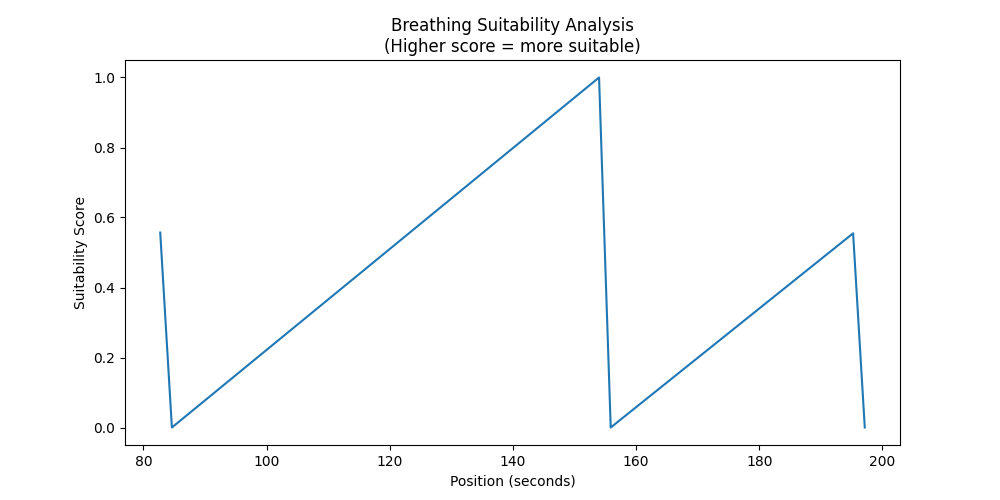 Breathing Suitability Analysis
(Higher score = more suitable)
1.0
0.8
0.6
0.4
0.2
0.0
Suitability Score
80 100 120 140 160 180 200
Position (seconds)